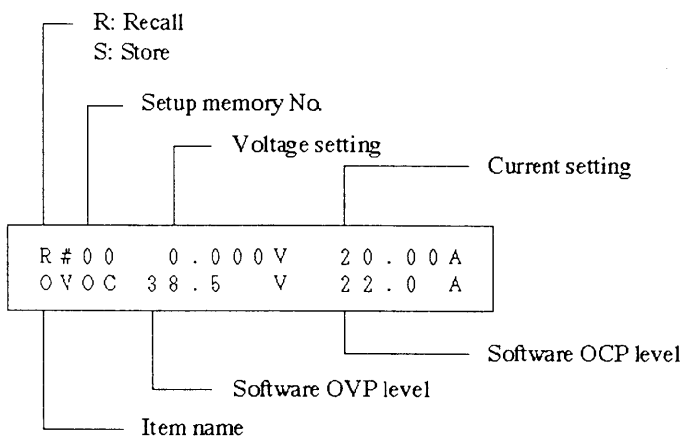 R: Recall
S: Store
Setup memory No.
Voltage setting
Current setting
R#00 0.000V 20.00A
OVOC 38.5 V 22.0 A
Software OCP level
Software OVP level
Item name